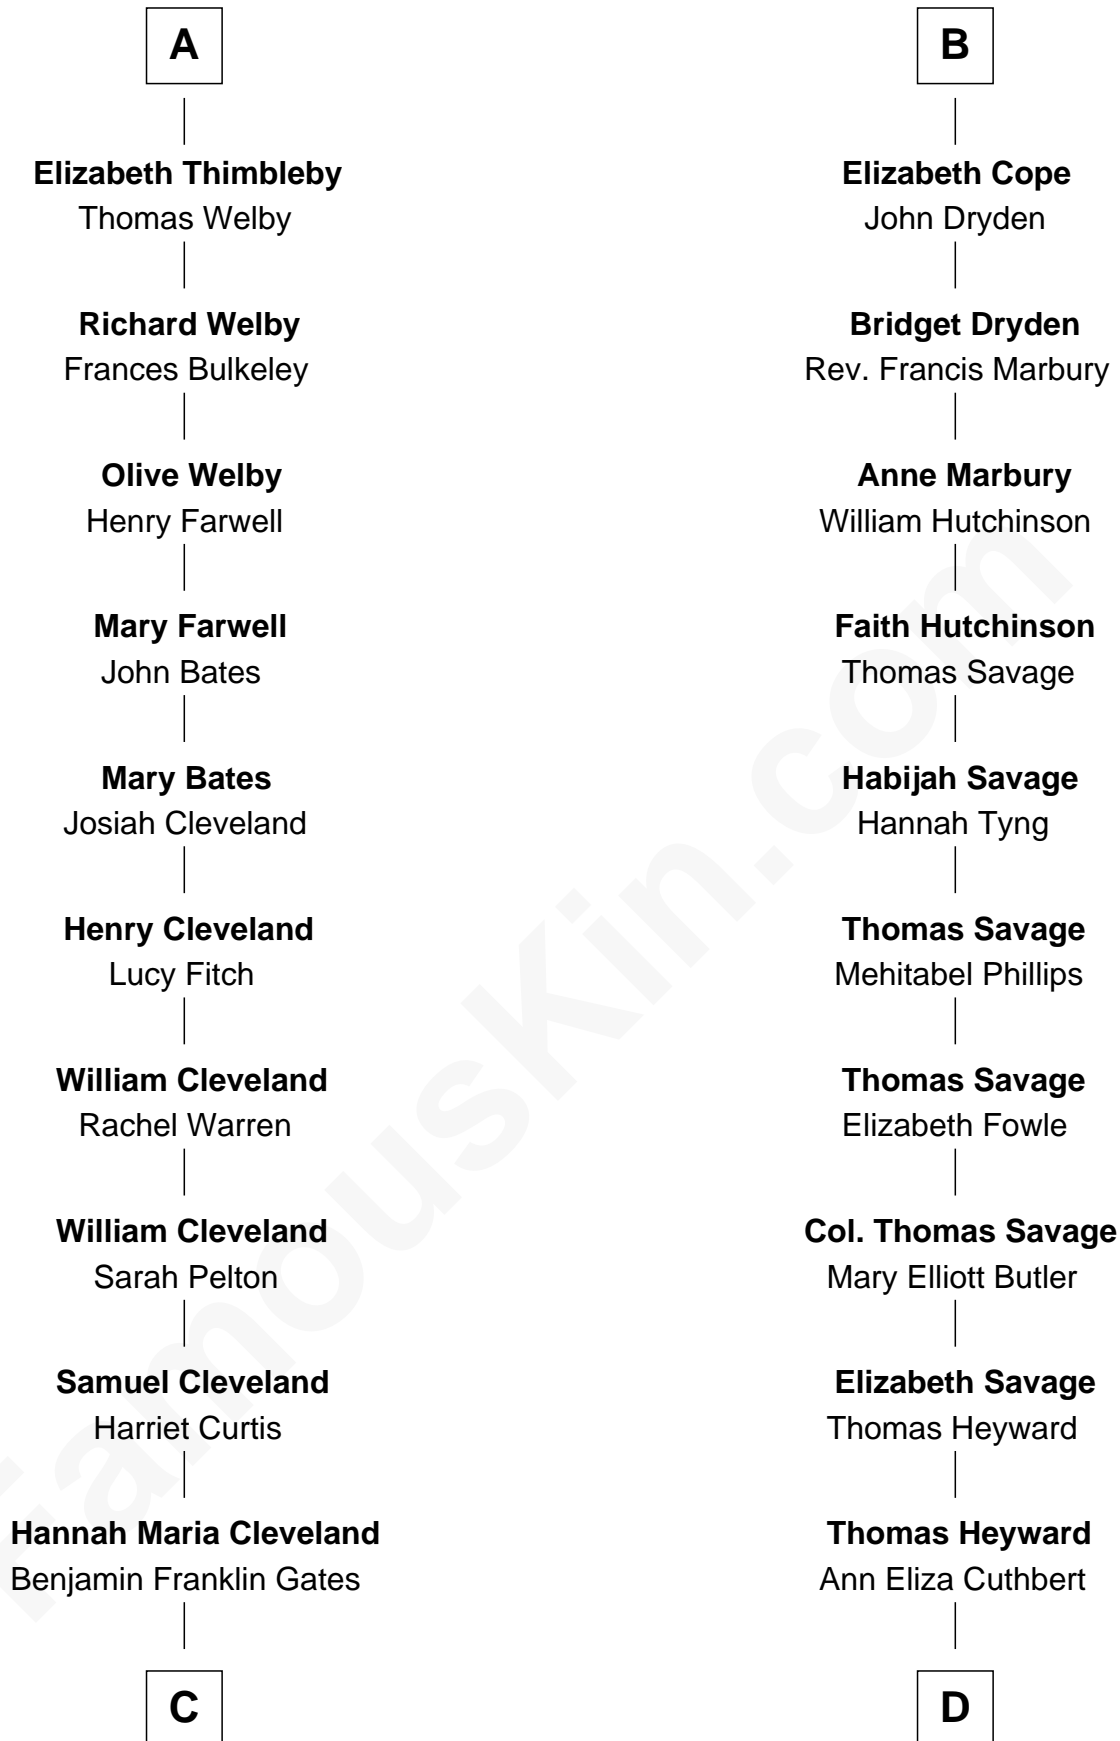 A
Elizabeth Thimbleby
Thomas Welby
Richard Welby
Frances Bulkeley
Olive Welby
Henry Farwell
Mary Farwell
John Bates
Mary Bates
Josiah Cleveland
Henry Cleveland
Lucy Fitch
William Cleveland
Rachel Warren
William Cleveland
Sarah Pelton
Samuel Cleveland
Harriet Curtis
Hannah Maria Cleveland
Benjamin Franklin Gates
C
B
Elizabeth Cope
John Dryden
Bridget Dryden
Rev. Francis Marbury
Anne Marbury
William Hutchinson
Faith Hutchinson
Thomas Savage
Habijah Savage
Hannah Tyng
Thomas Savage
Mehitabel Phillips
Thomas Savage
Elizabeth Fowle
Col. Thomas Savage
Mary Elliott Butler
Elizabeth Savage
Thomas Heyward
Thomas Heyward
Ann Eliza Cuthbert
D
FamousKin.com